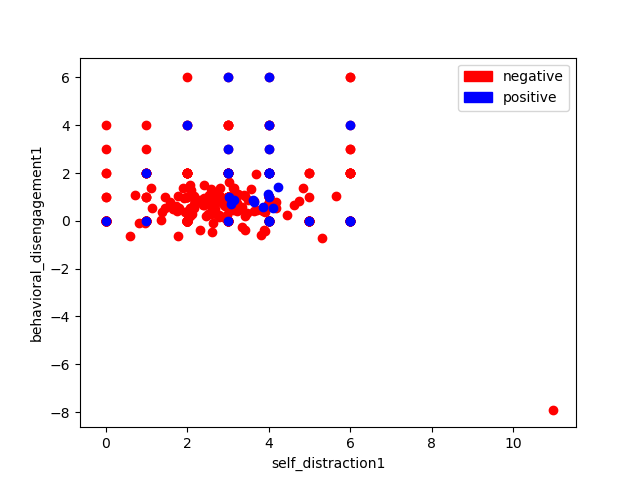 negative
positive
behavioral_disengagement1
6
4
2
0
−2
−4
−6
−8
0 2 4 6 8 10
self_distraction1